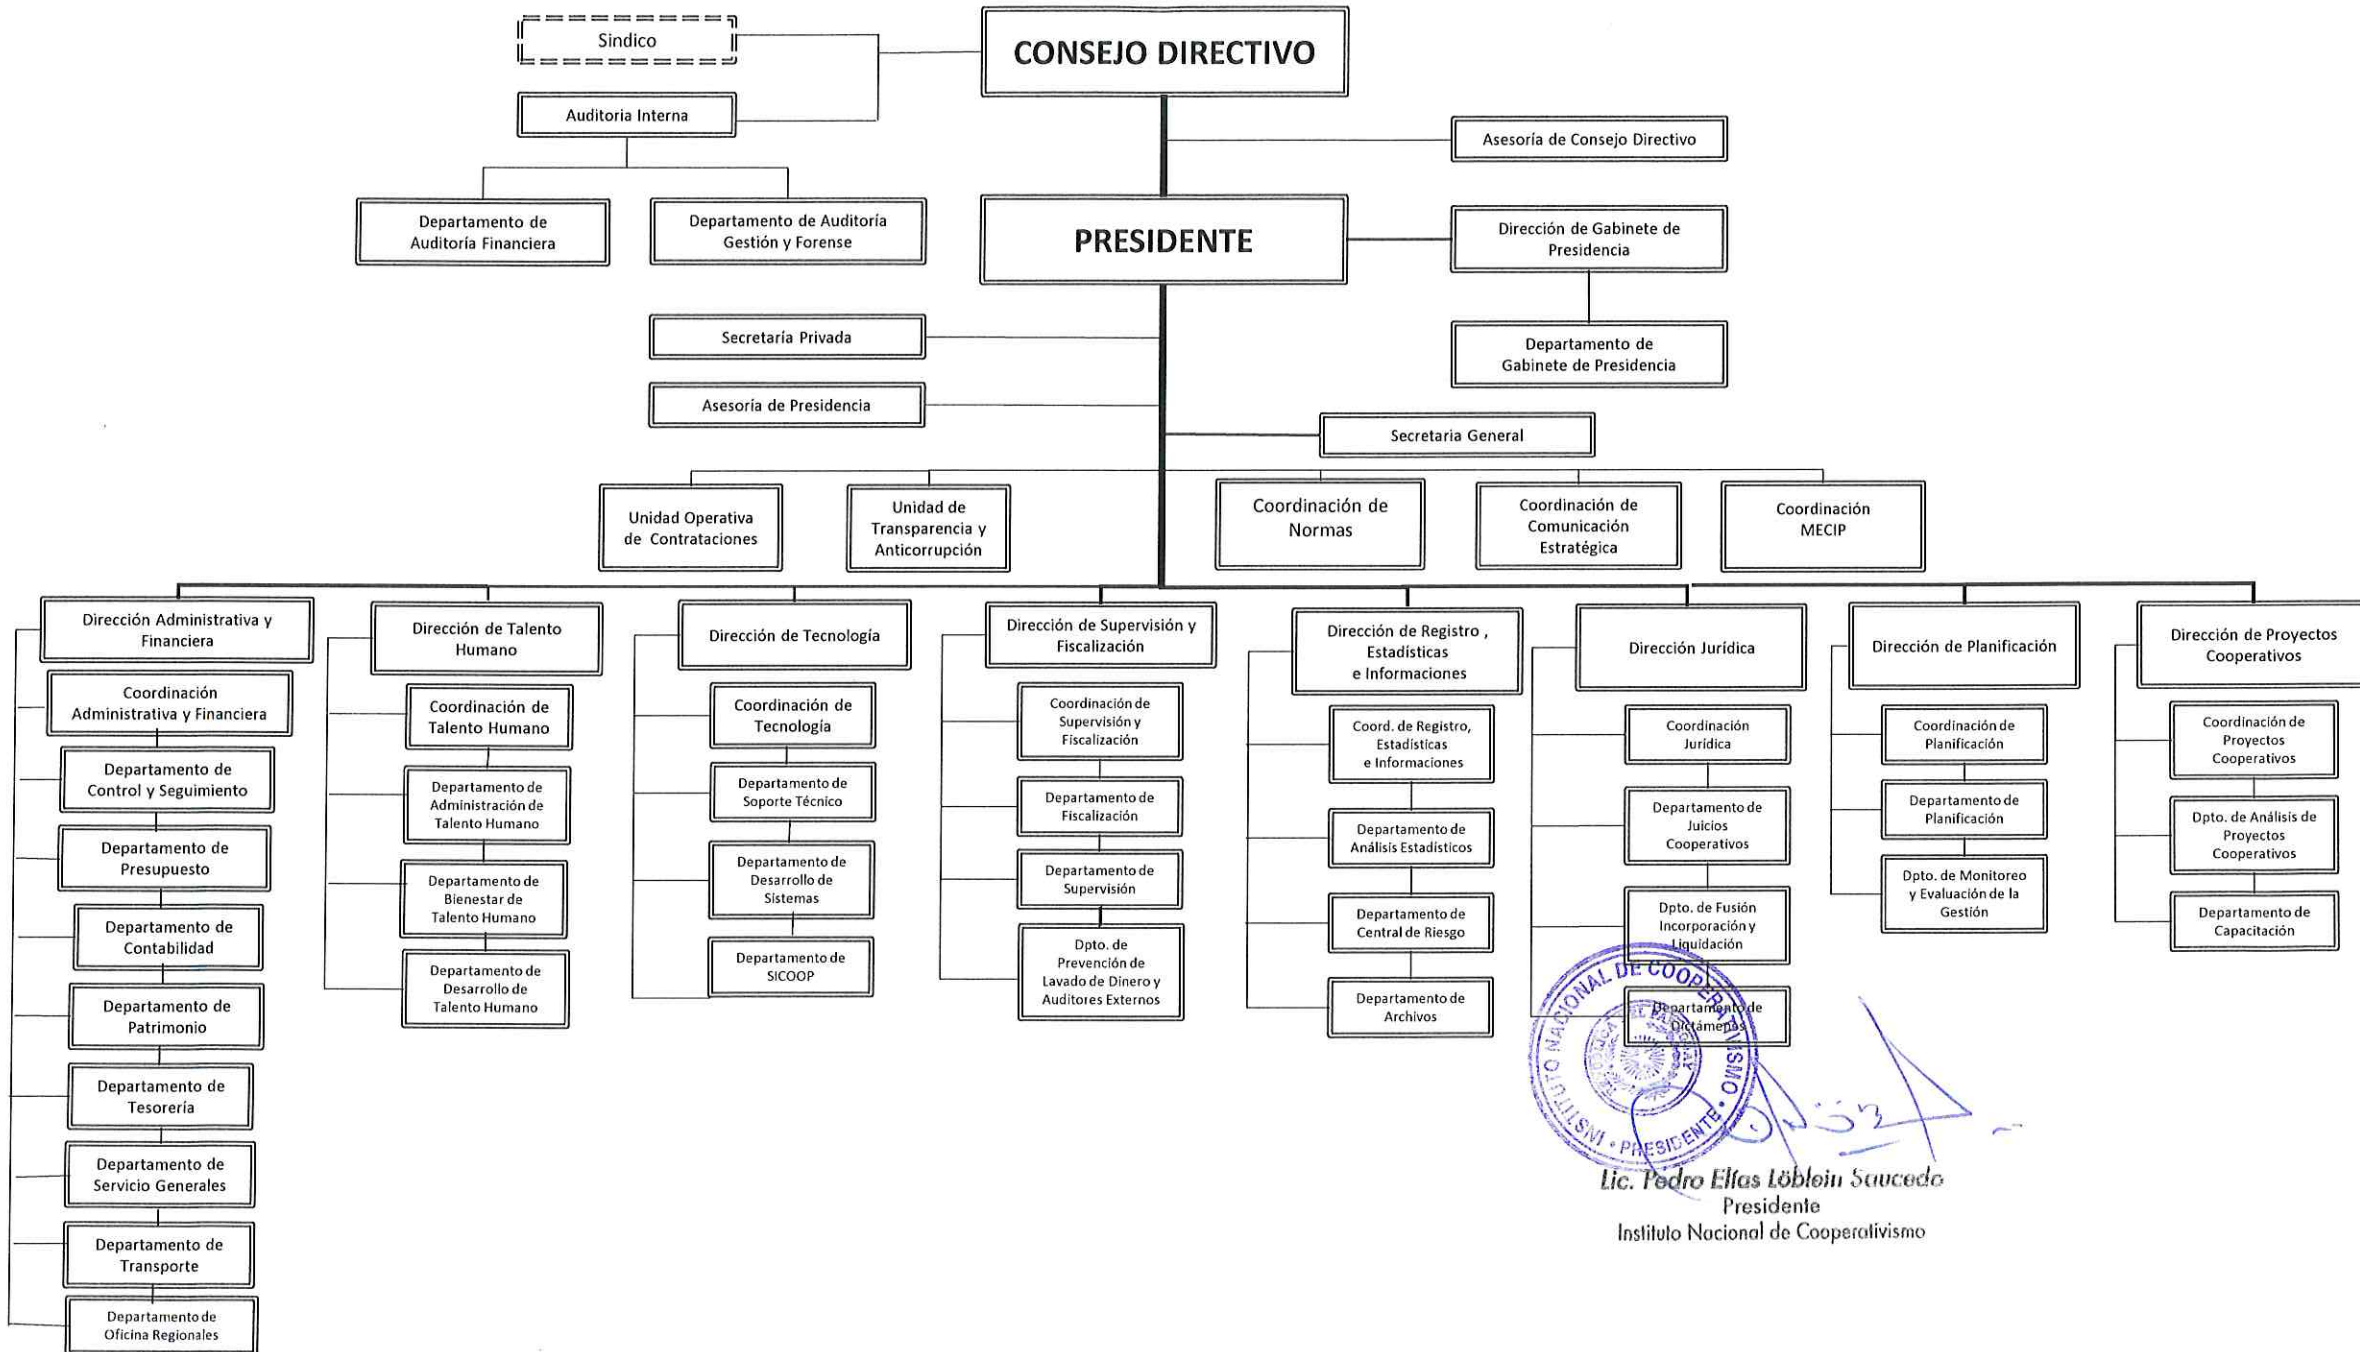 Sindico
CONSEJO DIRECTIVO
Auditoria Interna
Asesoría de Consejo Directivo
Departamento de
Auditoría Financiera
Departamento de Auditoría
Gestión y Forense
PRESIDENTE
Dirección de Gabinete de
Presidencia
Secretaría Privada
Departamento de
Gabinete de Presidencia
Asesoría de Presidencia
Secretaria General
Unidad Operativa
de Contrataciones
Unidad de
Transparencia y
Anticorrupción
Coordinación de
Normas
Coordinación de
Comunicación
Estratégica
Coordinación
MECIP
Dirección Administrativa y
Financiera
Coordinación
Administrativa y Financiera
Departamento de
Control y Seguimiento
Departamento de
Presupuesto
Departamento de
Contabilidad
Departamento de
Patrimonio
Departamento de
Tesorería
Departamento de
Servicio Generales
Departamento de
Transporte
Departamento de
Oficina Regionales
Dirección de Talento
Humano
Coordinación de
Talento Humano
Departamento de
Administración de
Talento Humano
Departamento de
Bienestar de
Talento Humano
Departamento de
Desarrollo de
Talento Humano
Dirección de Tecnología
Coordinación de
Tecnología
Departamento de
Soporte Técnico
Departamento de
Desarrollo de
Sistemas
Departamento de
SICOOP
Dirección de Supervisión y
Fiscalización
Coordinación de
Supervisión y
Fiscalización
Departamento de
Fiscalización
Departamento de
Supervisión
Dpto. de
Prevención de
Lavado de Dinero y
Auditores Externos
Dirección de Registro ,
Estadísticas
e Informaciones
Coord. de Registro,
Estadísticas
e Informaciones
Departamento de
Análisis Estadísticos
Departamento de
Central de Riesgo
Departamento de
Archivos
Dirección Jurídica
Coordinación
Jurídica
Departamento de
Juicios
Cooperativos
Dpto. de Fusión
Incorporación y
Liquidación
Departamento de
Dictámenes
Dirección de Planificación
Coordinación de
Planificación
Departamento de
Planificación
Dpto. de Monitoreo
y Evaluación de la
Gestión
Dirección de Proyectos
Cooperativos
Coordinación de
Proyectos
Cooperativos
Dpto. de Análisis de
Proyectos
Cooperativos
Departamento de
Capacitación
INSTITUTO NACIONAL DE COOPERATIVISMO
• PRESIDENTE •
REPUBLICA DEL PARAGUAY
Lic. Pedro Elías Löblein Saucedo
Presidente
Instituto Nacional de Cooperativismo